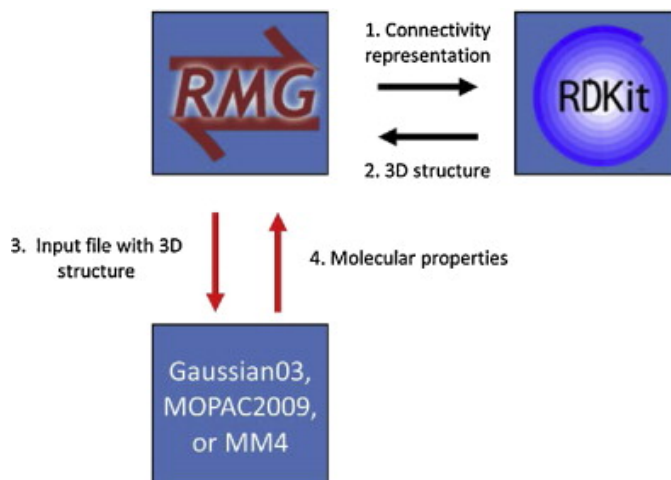 RMG
1. Connectivity
representation
RDKit
2. 3D structure
3. Input file with 3D
structure
4. Molecular properties
Gaussian03,
MOPAC2009,
or MM4